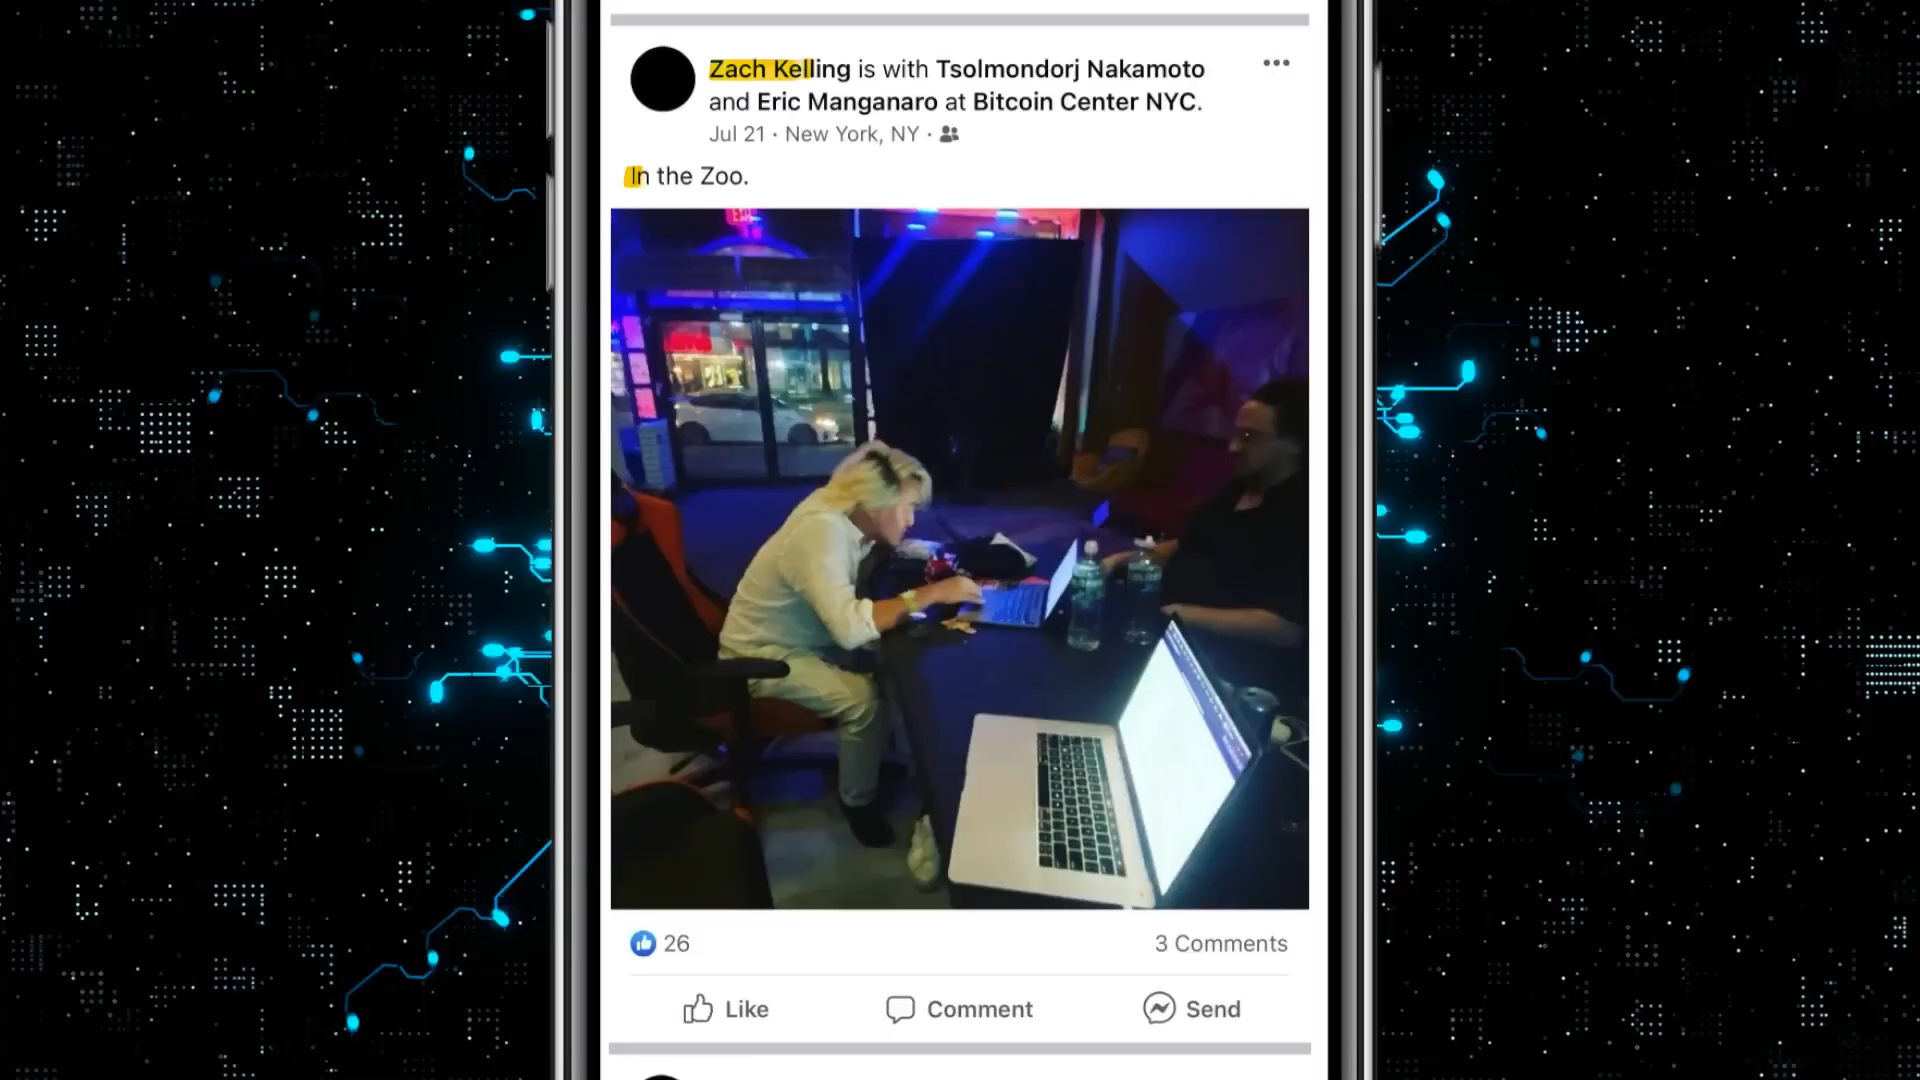 Zach Kelling is with Tsolmondorj Nakamoto
and Eric Manganaro at Bitcoin Center NYC.
Jul 21 · New York, NY ·
In the Zoo.
26
3 Comments
Like
Comment
Send